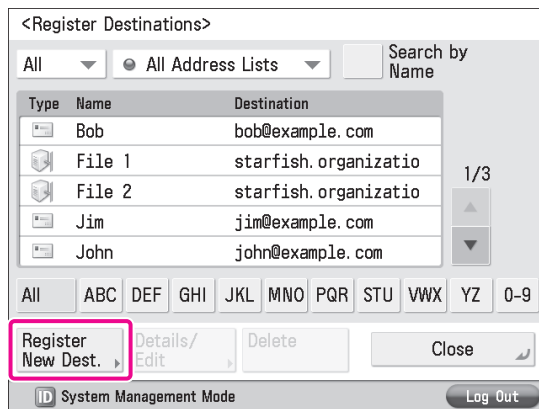 <Register Destinations>
All All Address Lists Search by Name
Type Name Destination
Bob bob@example.com
File 1 starfish.organizatio
File 2 starfish.organizatio
1/3
Jim jim@example.com
John john@example.com
All ABC DEF GHI JKL MNO PQR STU VWX YZ 0-9
Register New Dest. Details/ Edit Delete Close
ID System Management Mode Log Out